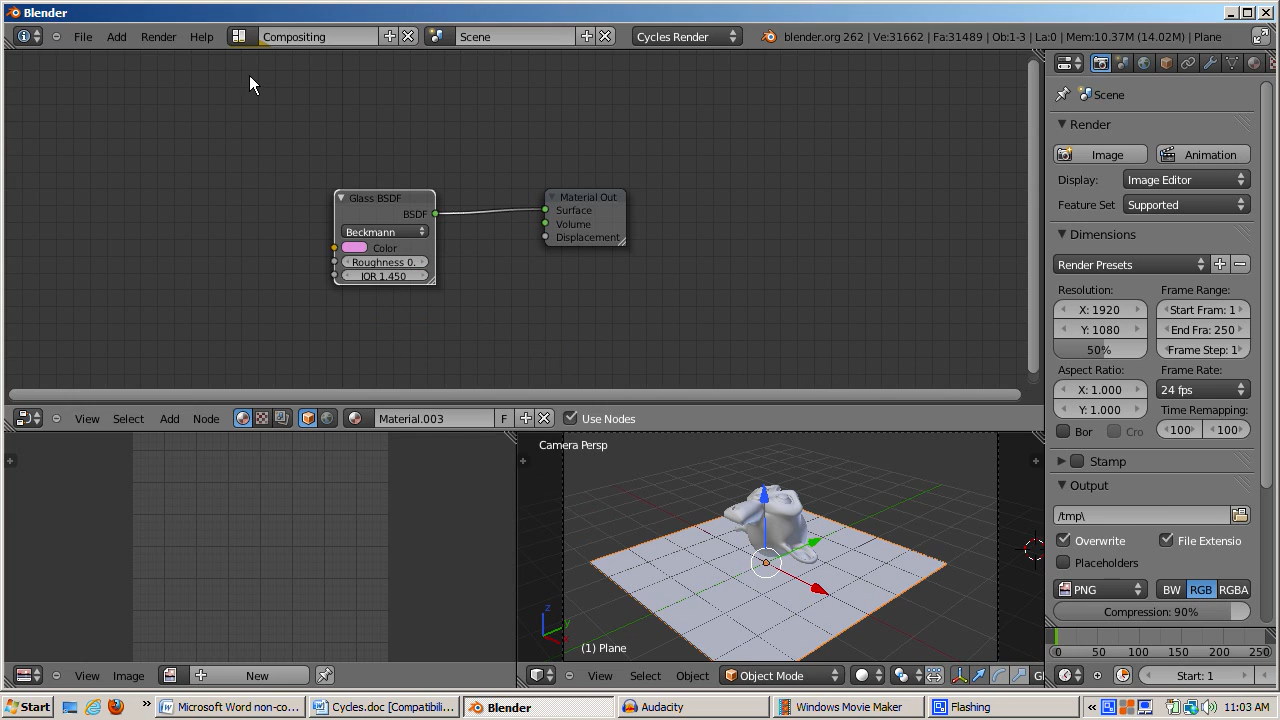 Blender
File Add Render Help Compositing Scene Cycles Render blender.org 262 | Ve:31662 | Fa:31489 | Ob:1-3 | La:0 | Mem:10.37M (14.02M) | Plane
Scene
Render
Image Animation
Display: Image Editor
Feature Set Supported
Dimensions
Render Presets
Resolution: Frame Range:
X: 1920 Start Fram: 1
Y: 1080 End Fra: 250
50% Frame Step: 1
Aspect Ratio: Frame Rate:
X: 1.000 24 fps
Y: 1.000 Time Remapping:
Bor Cro 100 100
Stamp
Output
/tmp\
Overwrite File Extensio
Placeholders
PNG BW RGB RGBA
Compression: 90%
Glass BSDF
BSDF
Beckmann
Color
Roughness 0.
IOR 1.450
Material Out
Surface
Volume
Displacement
View Select Add Node Material.003 F Use Nodes
Camera Persp
z
y
x
(1) Plane
0 50 100 150 200 250
View Image New
View Select Object Object Mode G
Start: 1
Start Microsoft Word non-co... Cycles.doc [Compatibili... Blender Audacity Windows Movie Maker Flashing 11:03 AM